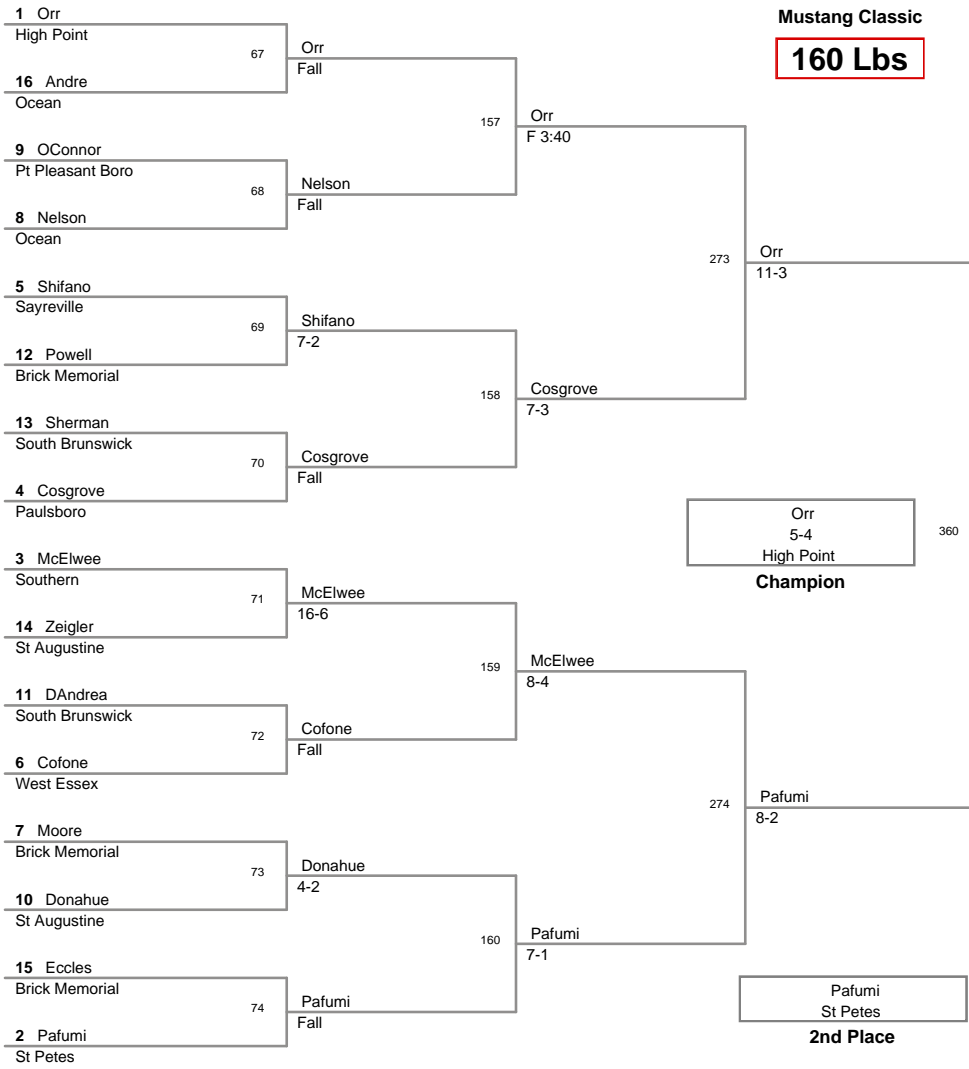 Mustang Classic
160 Lbs
1 Orr
High Point
67
16 Andre
Ocean
9 OConnor
Pt Pleasant Boro
68
8 Nelson
Ocean
5 Shifano
Sayreville
69
12 Powell
Brick Memorial
13 Sherman
South Brunswick
70
4 Cosgrove
Paulsboro
3 McElwee
Southern
71
14 Zeigler
St Augustine
11 DAndrea
South Brunswick
72
6 Cofone
West Essex
7 Moore
Brick Memorial
73
10 Donahue
St Augustine
15 Eccles
Brick Memorial
74
2 Pafumi
St Petes
Orr
Fall
157
Nelson
Fall
Shifano
7-2
158
Cosgrove
Fall
McElwee
16-6
159
Cofone
Fall
Donahue
4-2
160
Pafumi
Fall
Orr
F 3:40
273
Cosgrove
7-3
McElwee
8-4
274
Pafumi
7-1
Orr
11-3
Pafumi
8-2
Orr
5-4
High Point
360
Champion
Pafumi
St Petes
2nd Place